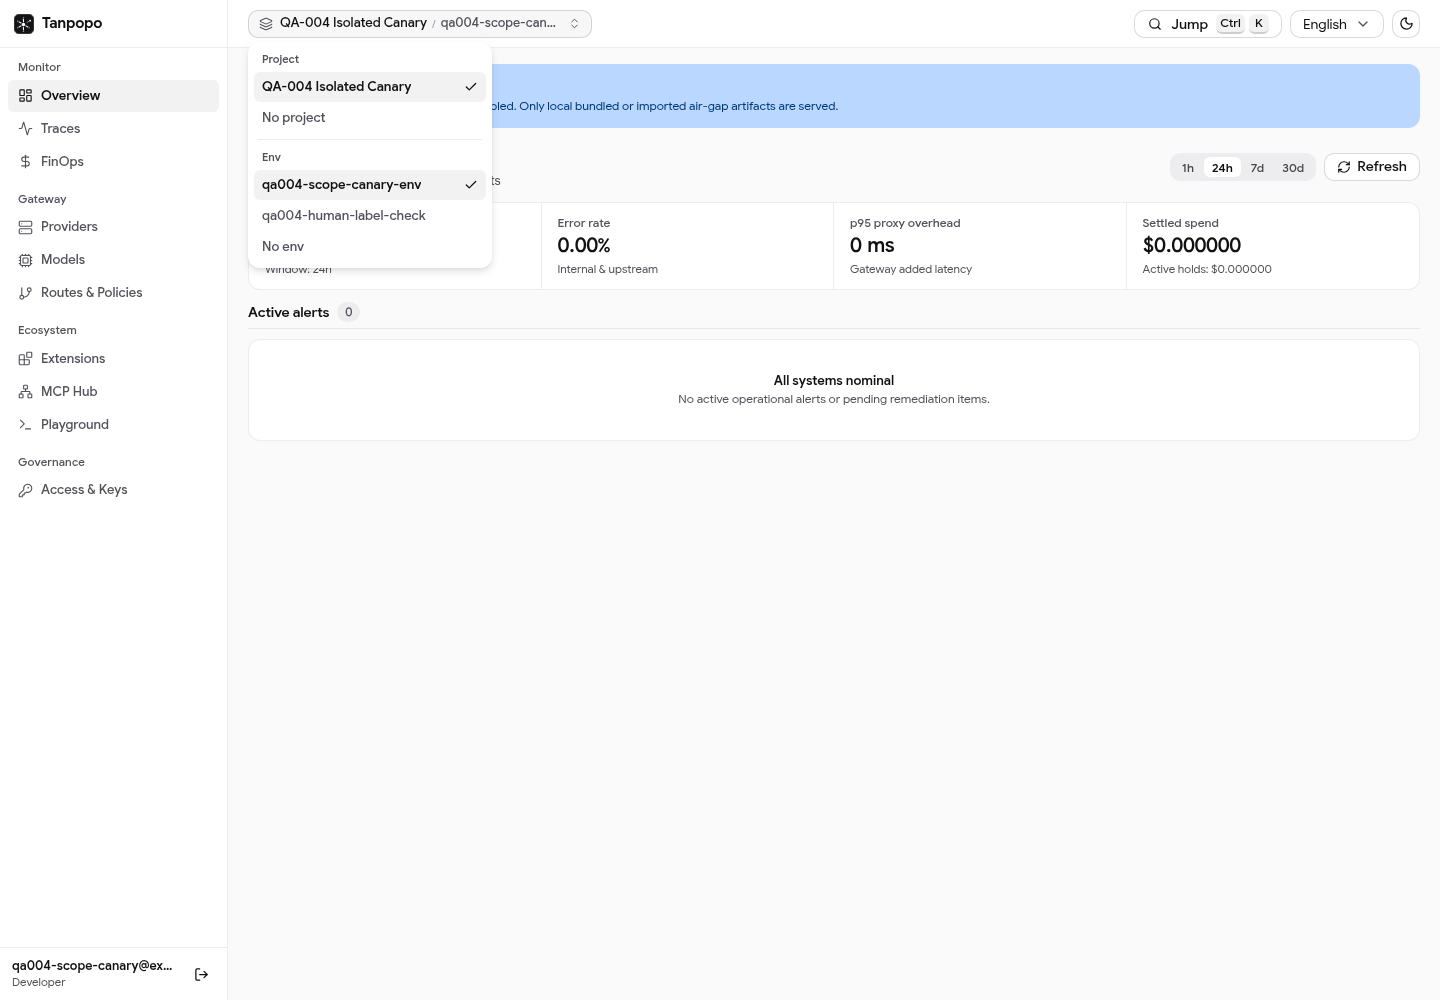 Tanpopo
QA-004 Isolated Canary / qa004-scope-can...
Jump Ctrl K
English
Monitor
Overview
Traces
FinOps
Gateway
Providers
Models
Routes & Policies
Ecosystem
Extensions
MCP Hub
Playground
Governance
Access & Keys
qa004-scope-canary@ex...
Developer
Project
QA-004 Isolated Canary
No project
Env
qa004-scope-canary-env
qa004-human-label-check
No env
Only local bundled or imported air-gap artifacts are served.
1h 24h 7d 30d
Refresh
Window: 24h
Error rate
0.00%
Internal & upstream
p95 proxy overhead
0 ms
Gateway added latency
Settled spend
$0.000000
Active holds: $0.000000
Active alerts 0
All systems nominal
No active operational alerts or pending remediation items.